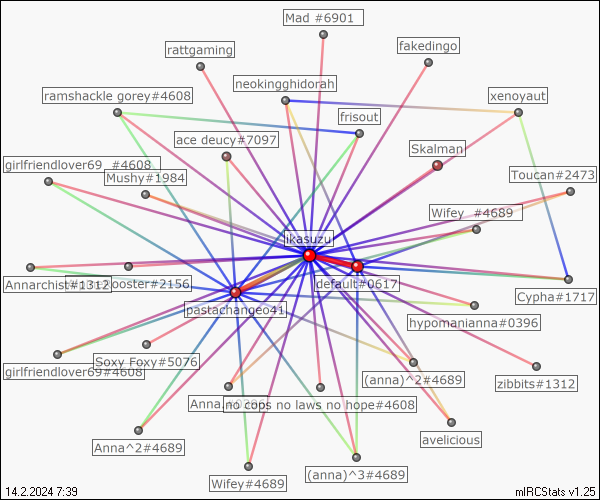 Mad #6901
rattgaming
fakedingo
neokingghidorah
ramshackle gorey#4608
xenoyaut
frisout
ace deucy#7097
Skalman
girlfriendlover69__#4608
Mushy#1984
Toucan#2473
Wifey_#4689
ikasuzu
default#0617
Annarchist#1312
ooster#2156
Cypha#1717
pastachangeo41
hypomanianna#0396
Soxy Foxy#5076
girlfriendlover69#4608
(anna)^2#4689
zibbits#1312
Anna
no cops no laws no hope#4608
Anna^2#4689
avelicious
(anna)^3#4689
Wifey#4689
14.2.2024 7:39
mIRCStats v1.25